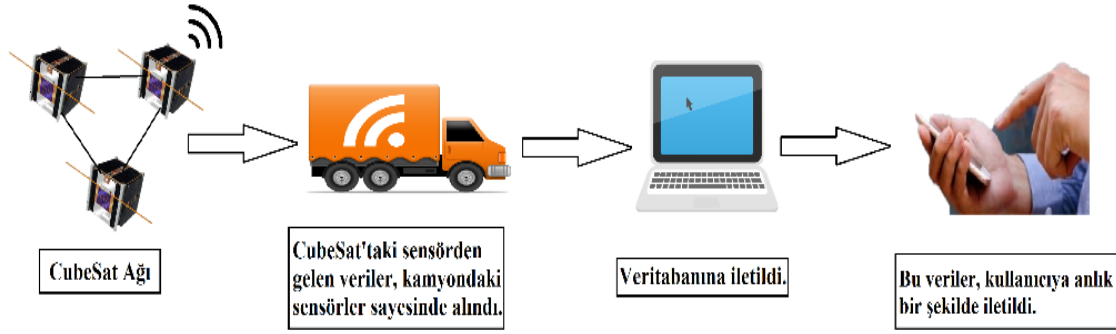 CubeSat Ağı
CubeSat'taki sensörden
gelen veriler, kamyondaki
sensörler sayesinde alındı.
Veritabanına iletildi.
Bu veriler, kullanıcıya anlık
bir şekilde iletildi.